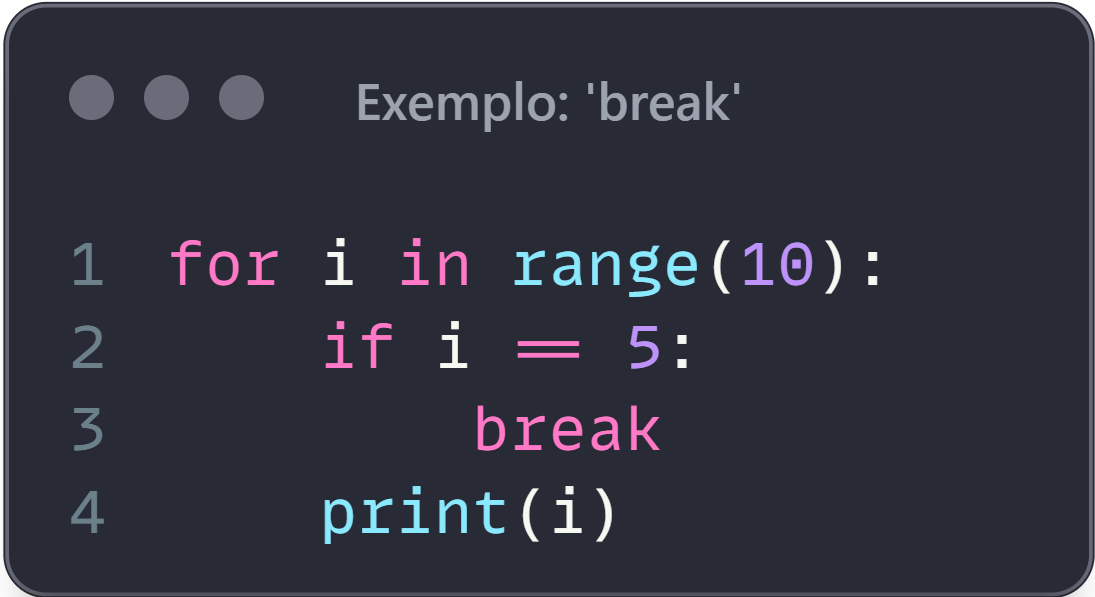 Exemplo: 'break'
1 for i in range(10):
2     if i == 5:
3         break
4     print(i)